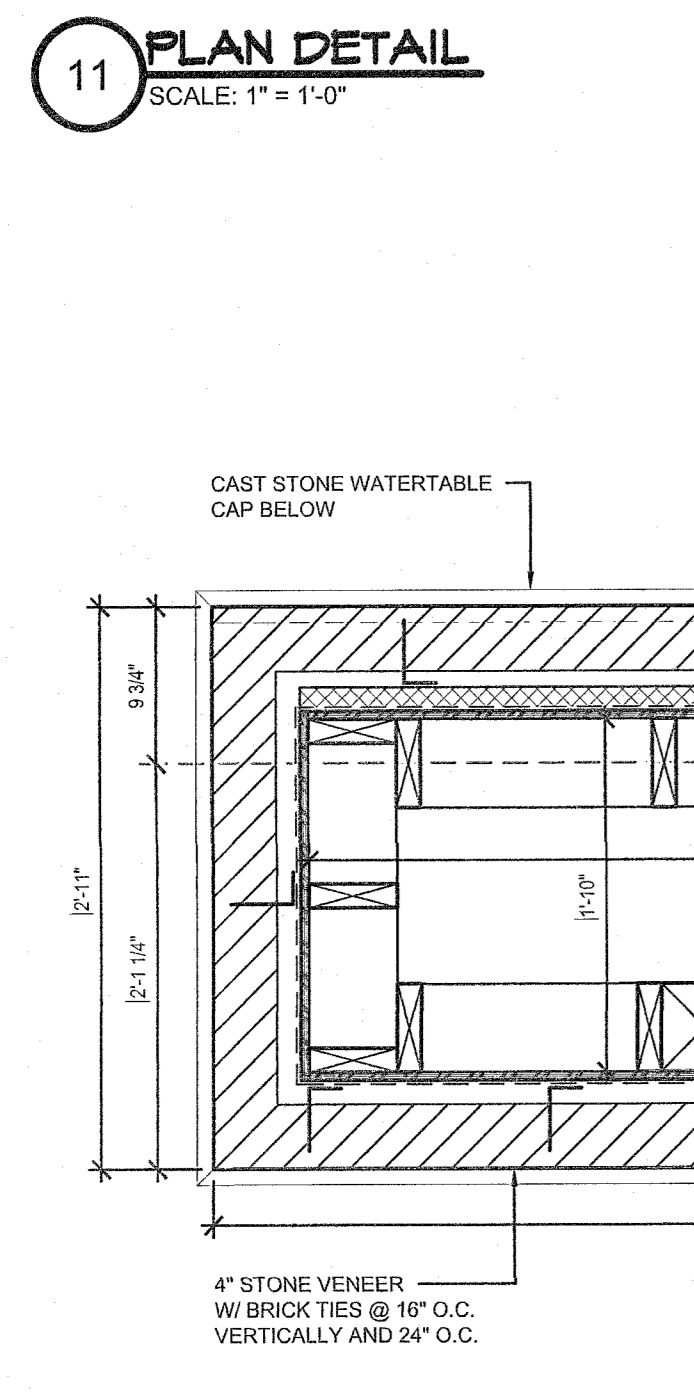 11
PLAN DETAIL
SCALE: 1" = 1'-0"
CAST STONE WATERTABLE
CAP BELOW
9 3/4"
2'-11"
2'-1 1/4"
1'-10"
4" STONE VENEER
W/ BRICK TIES @ 16" O.C.
VERTICALLY AND 24" O.C.